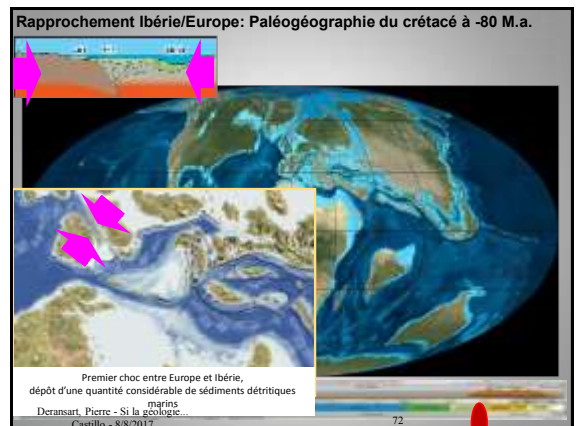 Rapprochement Ibérie/Europe: Paléogéographie du crétacé à -80 M.a.
Premier choc entre Europe et Ibérie,
dépôt d'une quantité considérable de sédiments détritiques
marins
Deransart, Pierre - Si la géologie...
Castillo - 8/8/2017
72